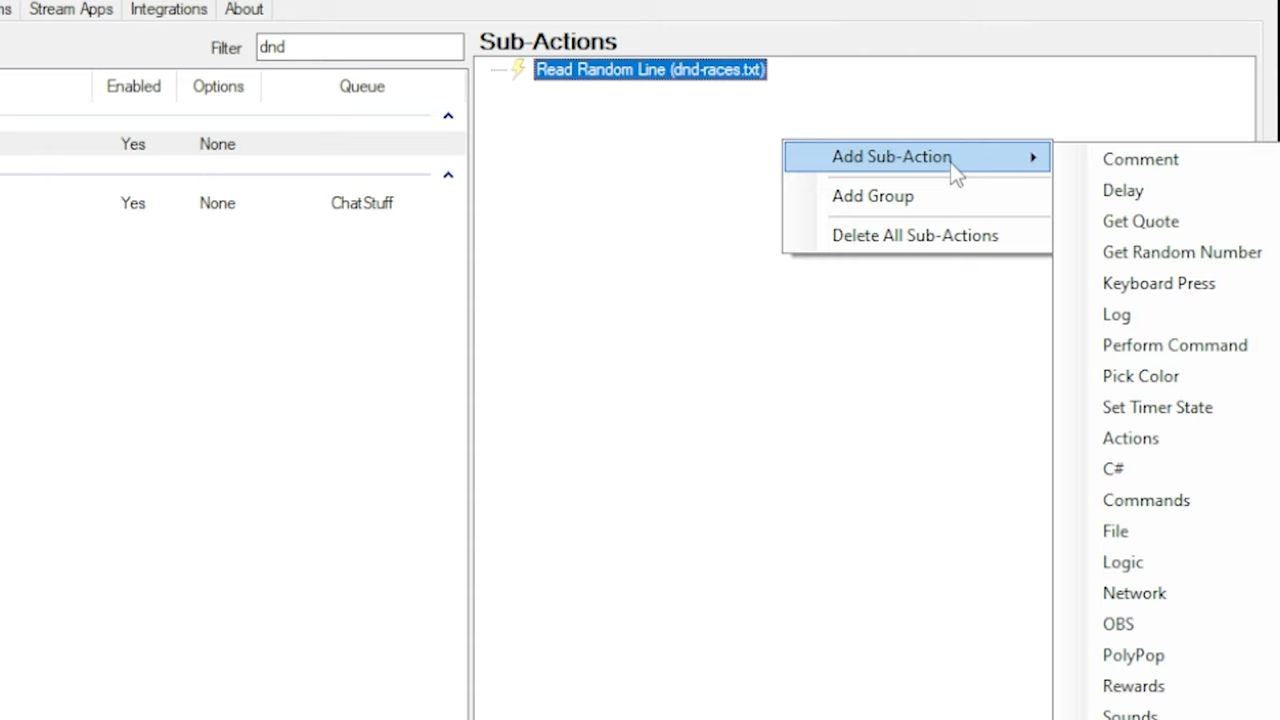 ns Stream Apps Integrations About
Filter dnd
Sub-Actions
Read Random Line (dnd-races.txt)
Enabled Options Queue
Yes None
Yes None ChatStuff
Add Sub-Action
Add Group
Delete All Sub-Actions
Comment
Delay
Get Quote
Get Random Number
Keyboard Press
Log
Perform Command
Pick Color
Set Timer State
Actions
C#
Commands
File
Logic
Network
OBS
PolyPop
Rewards
Sounds